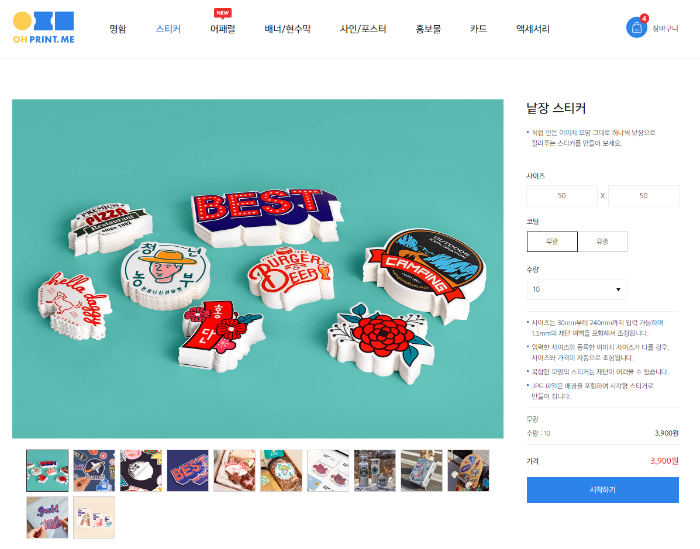 NEW
4
OH PRINT.ME
명함
스티커
어패럴
배너/현수막
사인/포스터
홍보물
카드
액세서리
장바구니
PREMIUM
PIZZA
Restaurant
since 1992
BEST
청년
농부
hello darling
BURGER
BEER
OUTDOOR
CAMPING
홍
단
낱장 스티커
• 직접 만든 이미지 모양 그대로 하나씩 낱장으로
잘라주는 스티커를 만들어 보세요.
사이즈
50 X 50
코팅
무광 유광
수량
10
• 사이즈는 30mm부터 240mm까지 입력 가능하며
1.5mm의 재단 여백을 포함해서 조정됩니다.
• 입력한 사이즈와 등록한 이미지 사이즈가 다를 경우,
사이즈와 가격이 자동으로 조정됩니다.
• 복잡한 모양의 스티커는 재단이 어려울 수 있습니다.
• JPG 파일은 배경을 포함하여 사각형 스티커로
만들어 집니다.
무광
수량 : 10 3,900원
가격 3,900원
시작하기